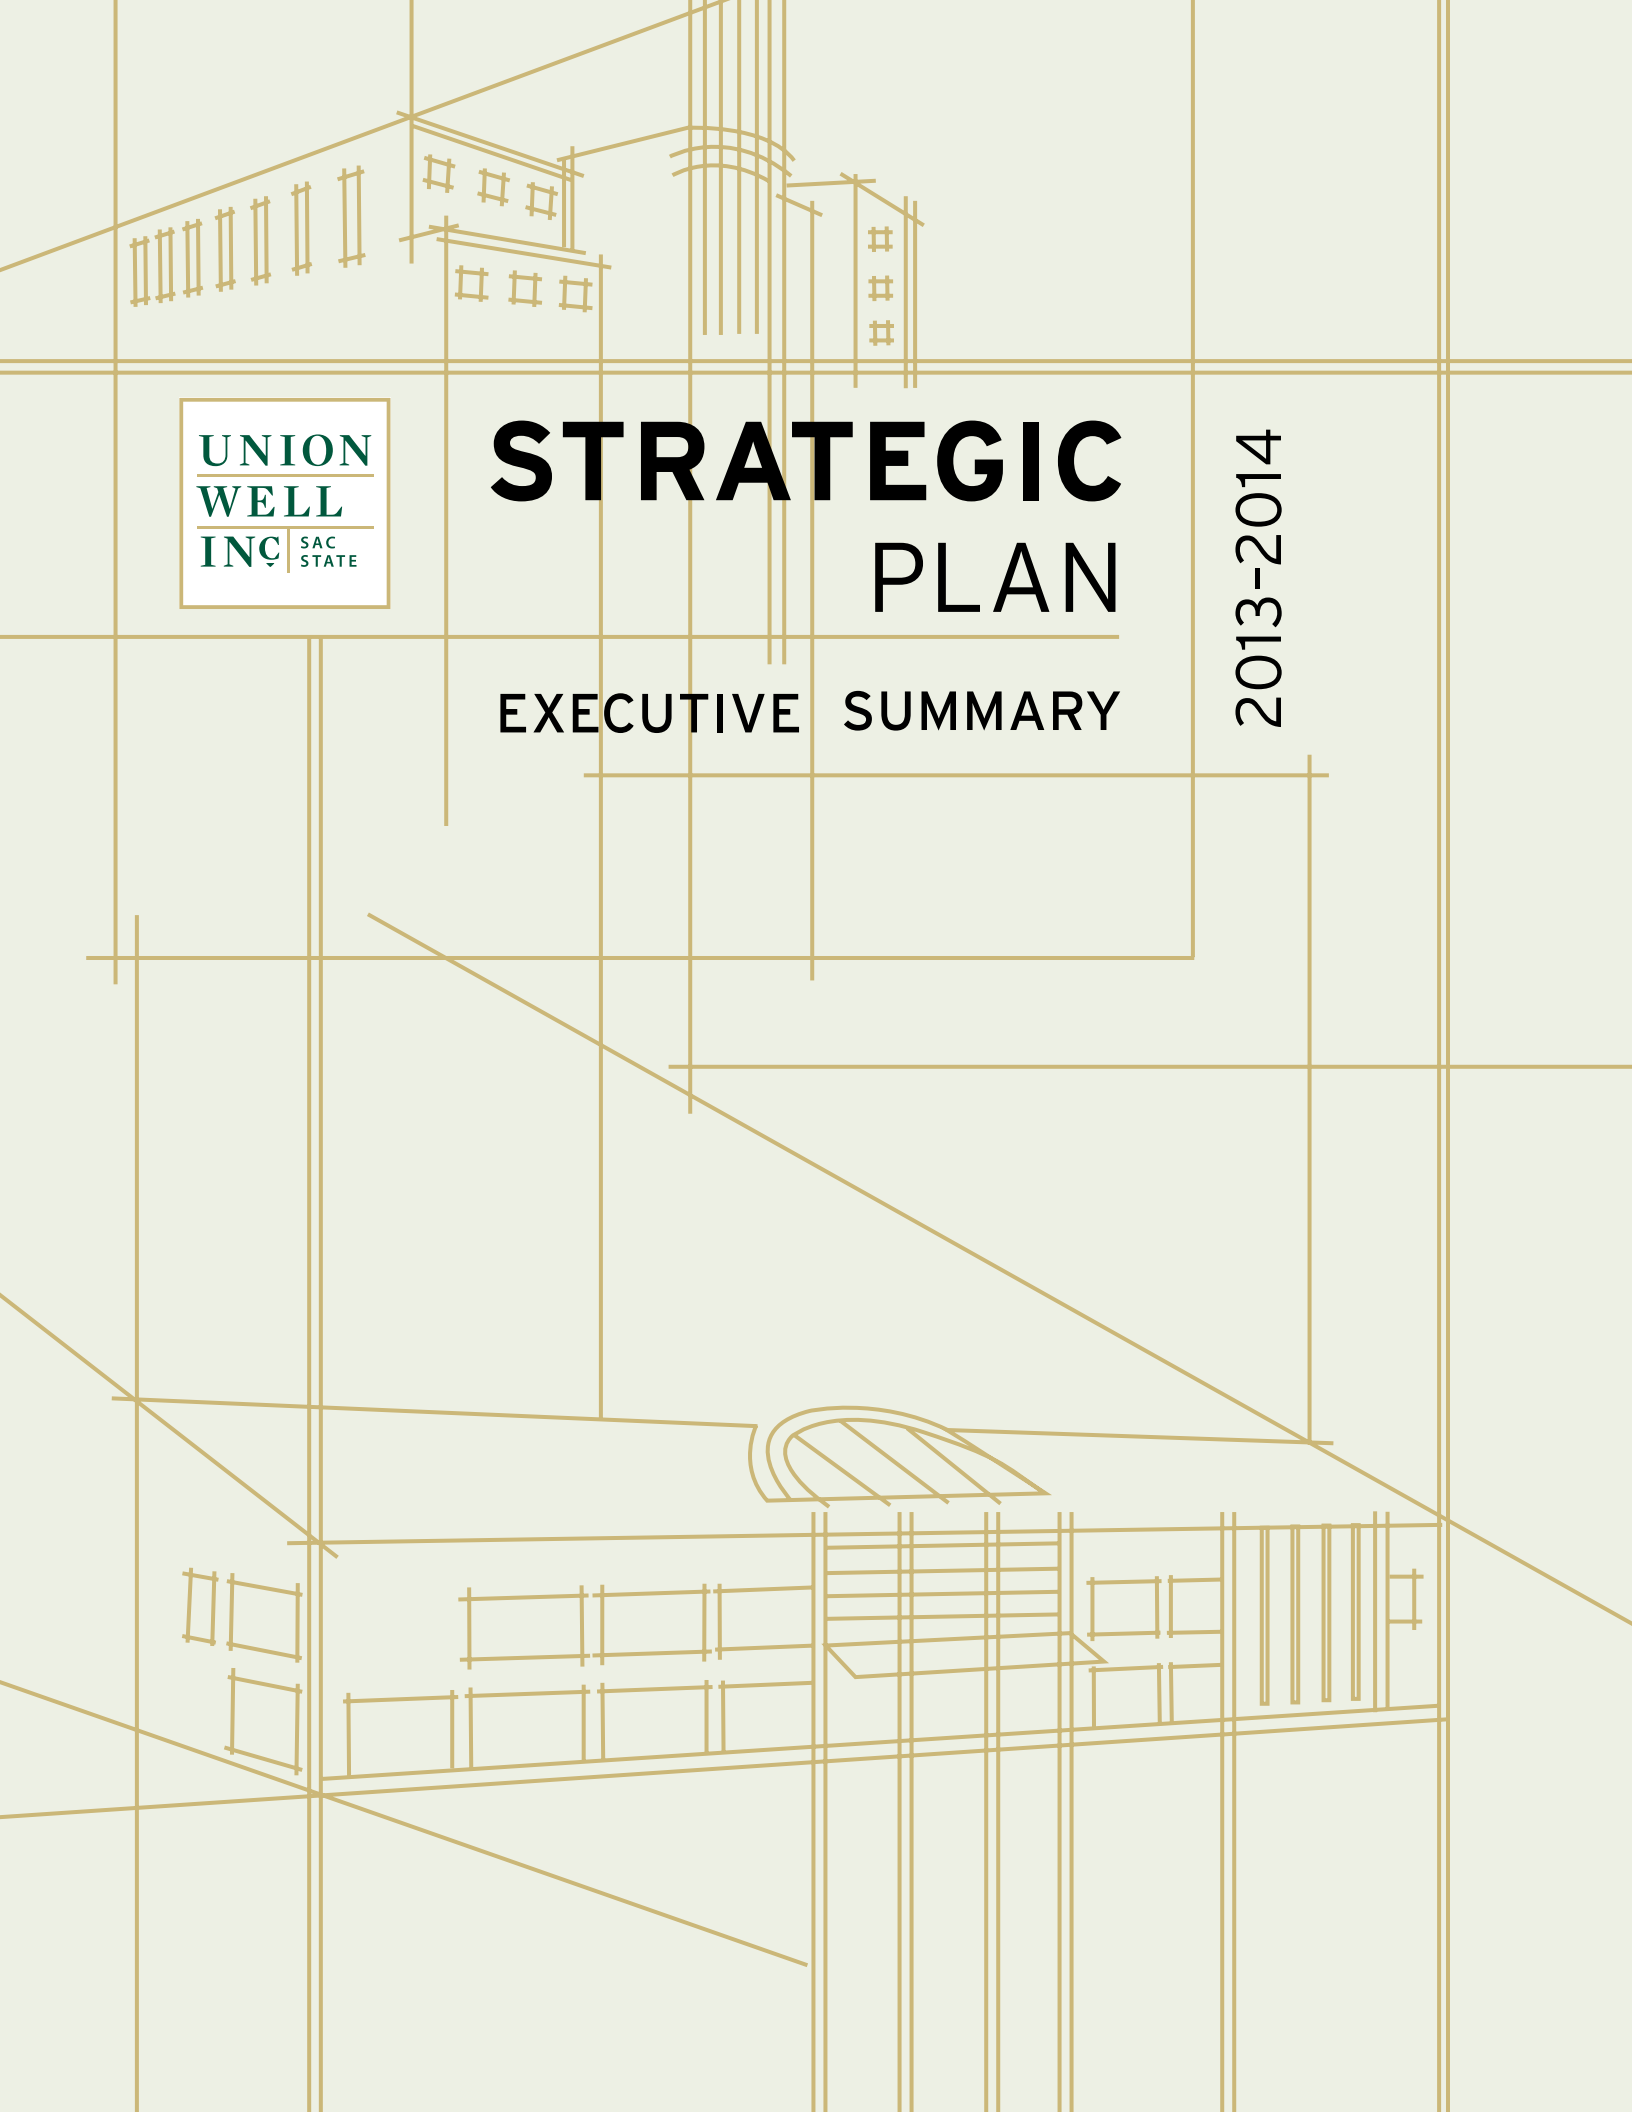 UNION
WELL
INC
SAC
STATE
STRATEGIC
PLAN
EXECUTIVE SUMMARY
2013-2014